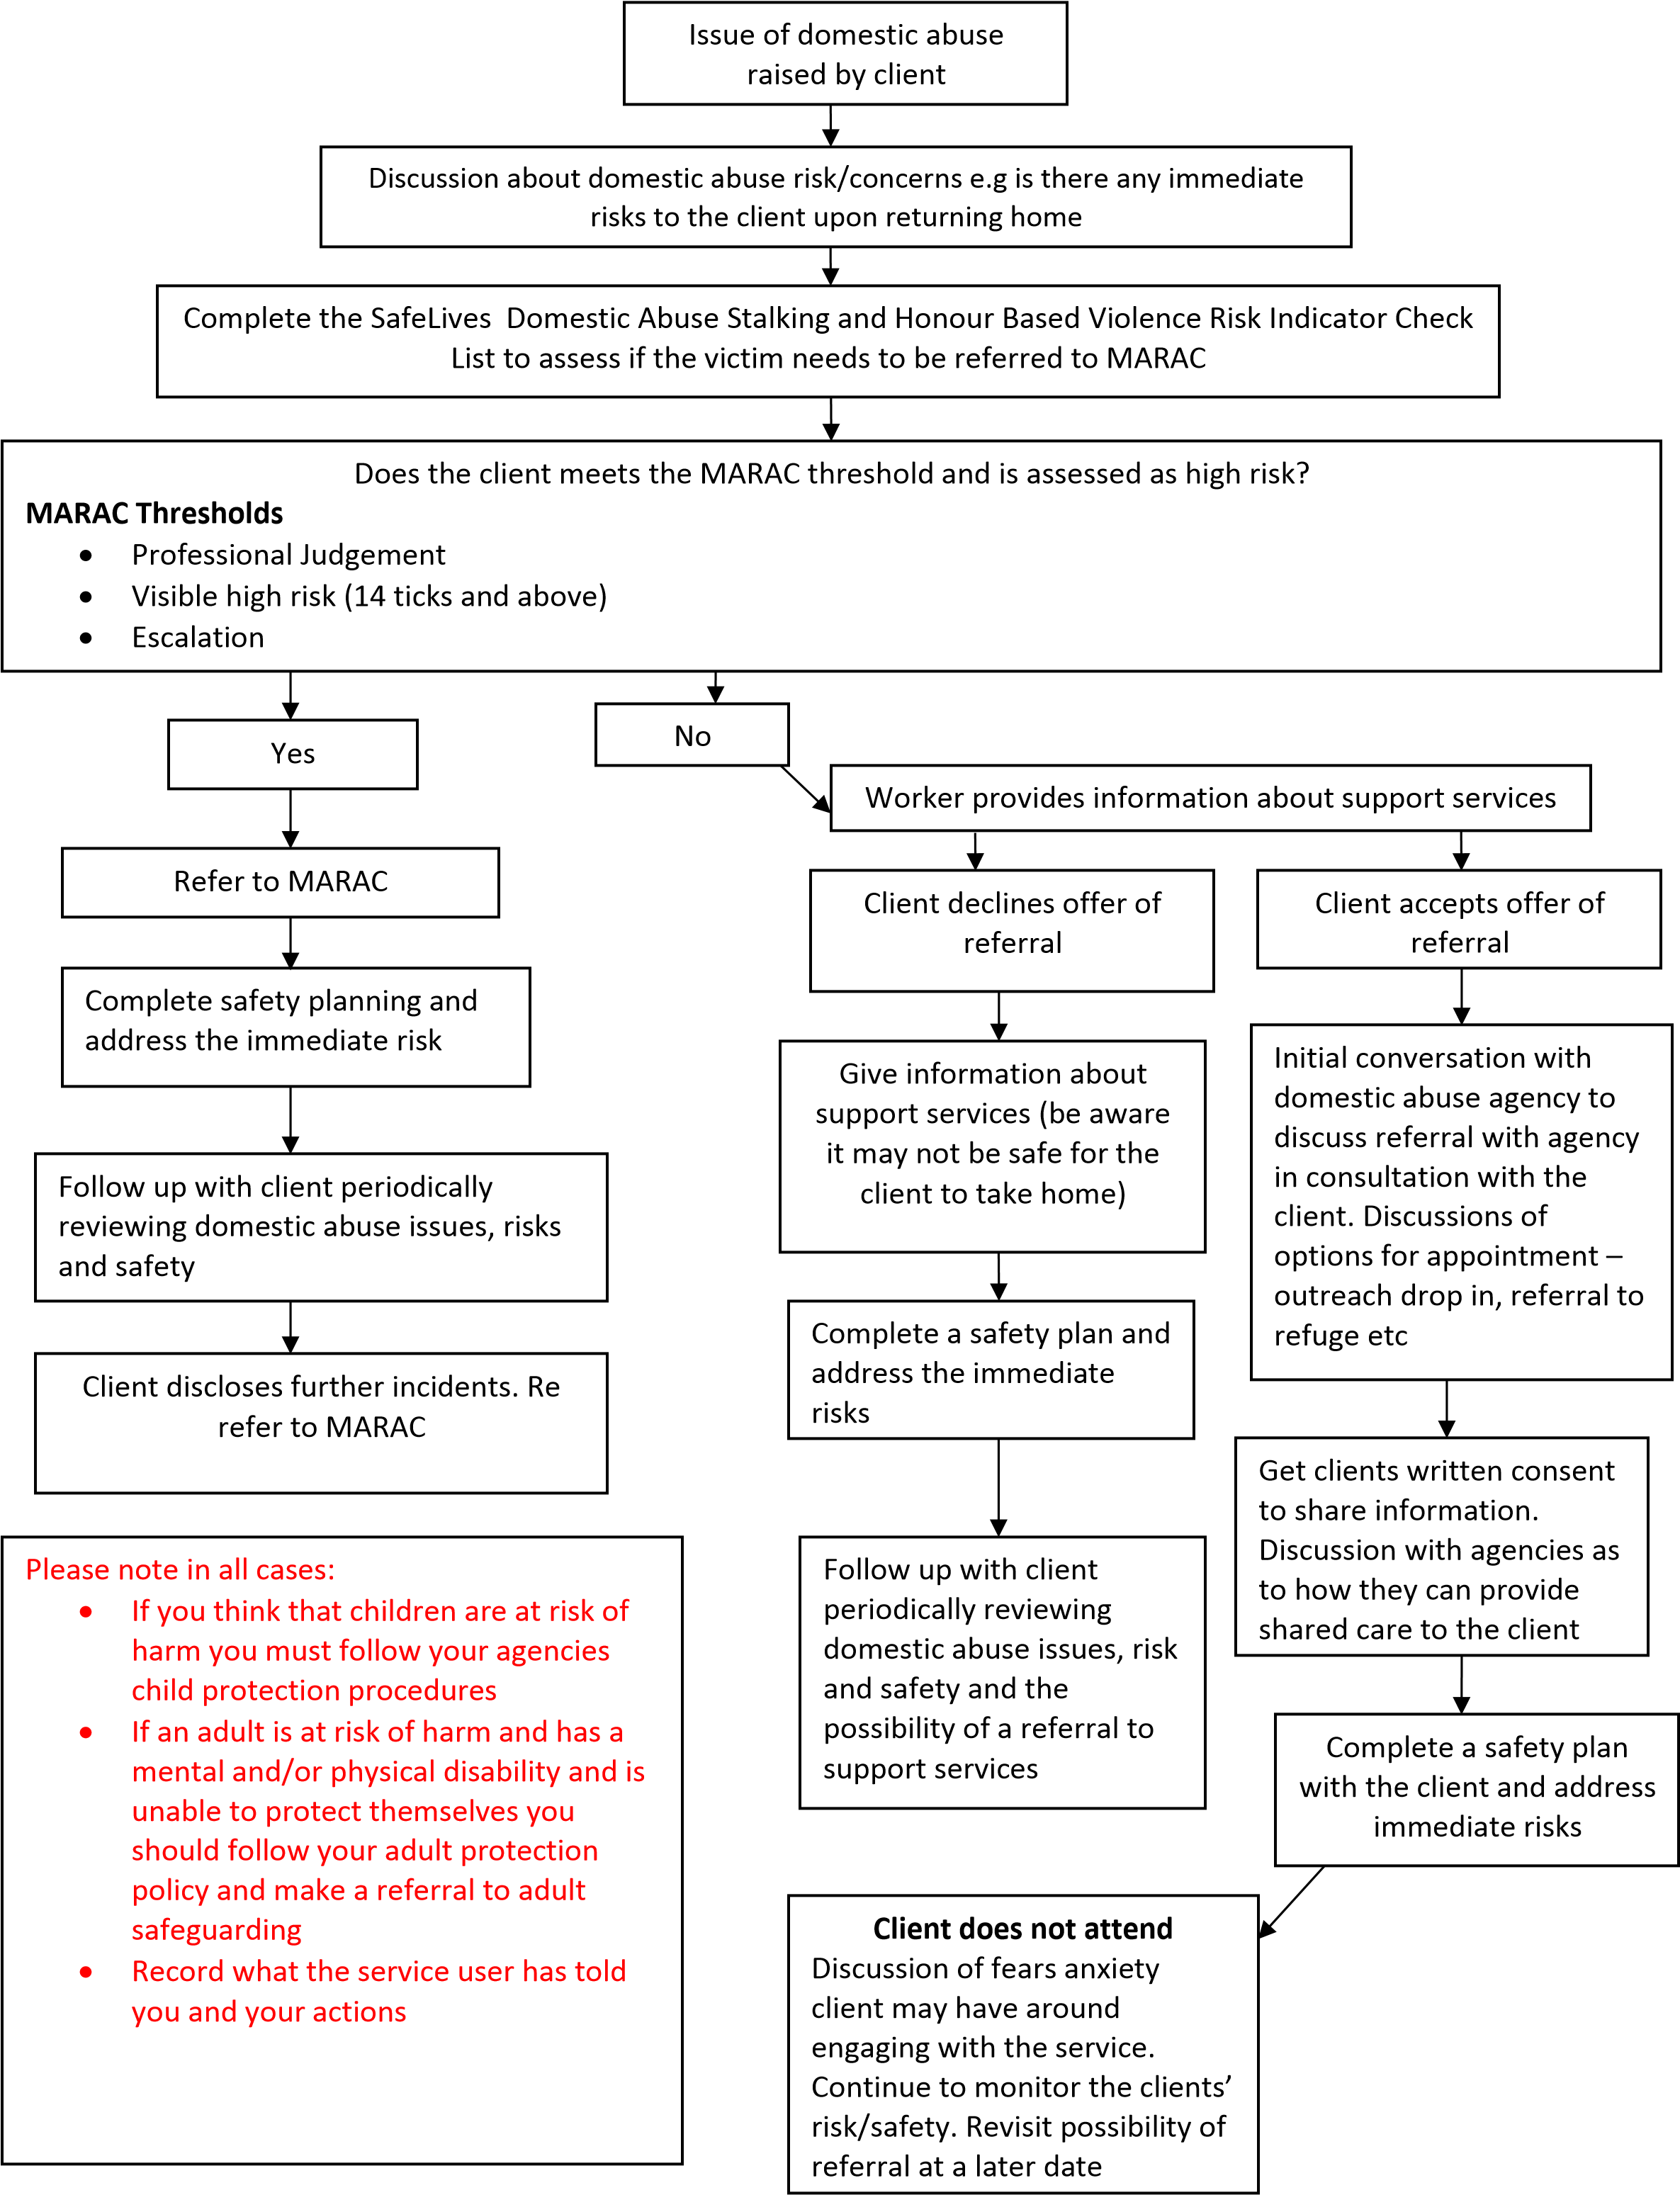 Issue of domestic abuse
raised by client
Discussion about domestic abuse risk/concerns e.g is there any immediate
risks to the client upon returning home
Complete the SafeLives  Domestic Abuse Stalking and Honour Based Violence Risk Indicator Check
List to assess if the victim needs to be referred to MARAC
Does the client meets the MARAC threshold and is assessed as high risk?
MARAC Thresholds
• Professional Judgement
• Visible high risk (14 ticks and above)
• Escalation
Yes
No
Refer to MARAC
Complete safety planning and
address the immediate risk
Follow up with client periodically
reviewing domestic abuse issues, risks
and safety
Client discloses further incidents. Re
refer to MARAC
Worker provides information about support services
Client declines offer of
referral
Give information about
support services (be aware
it may not be safe for the
client to take home)
Complete a safety plan and
address the immediate
risks
Follow up with client
periodically reviewing
domestic abuse issues, risk
and safety and the
possibility of a referral to
support services
Client accepts offer of
referral
Initial conversation with
domestic abuse agency to
discuss referral with agency
in consultation with the
client. Discussions of
options for appointment –
outreach drop in, referral to
refuge etc
Get clients written consent
to share information.
Discussion with agencies as
to how they can provide
shared care to the client
Complete a safety plan
with the client and address
immediate risks
Client does not attend
Discussion of fears anxiety
client may have around
engaging with the service.
Continue to monitor the clients’
risk/safety. Revisit possibility of
referral at a later date
Please note in all cases:
• If you think that children are at risk of
harm you must follow your agencies
child protection procedures
• If an adult is at risk of harm and has a
mental and/or physical disability and is
unable to protect themselves you
should follow your adult protection
policy and make a referral to adult
safeguarding
• Record what the service user has told
you and your actions